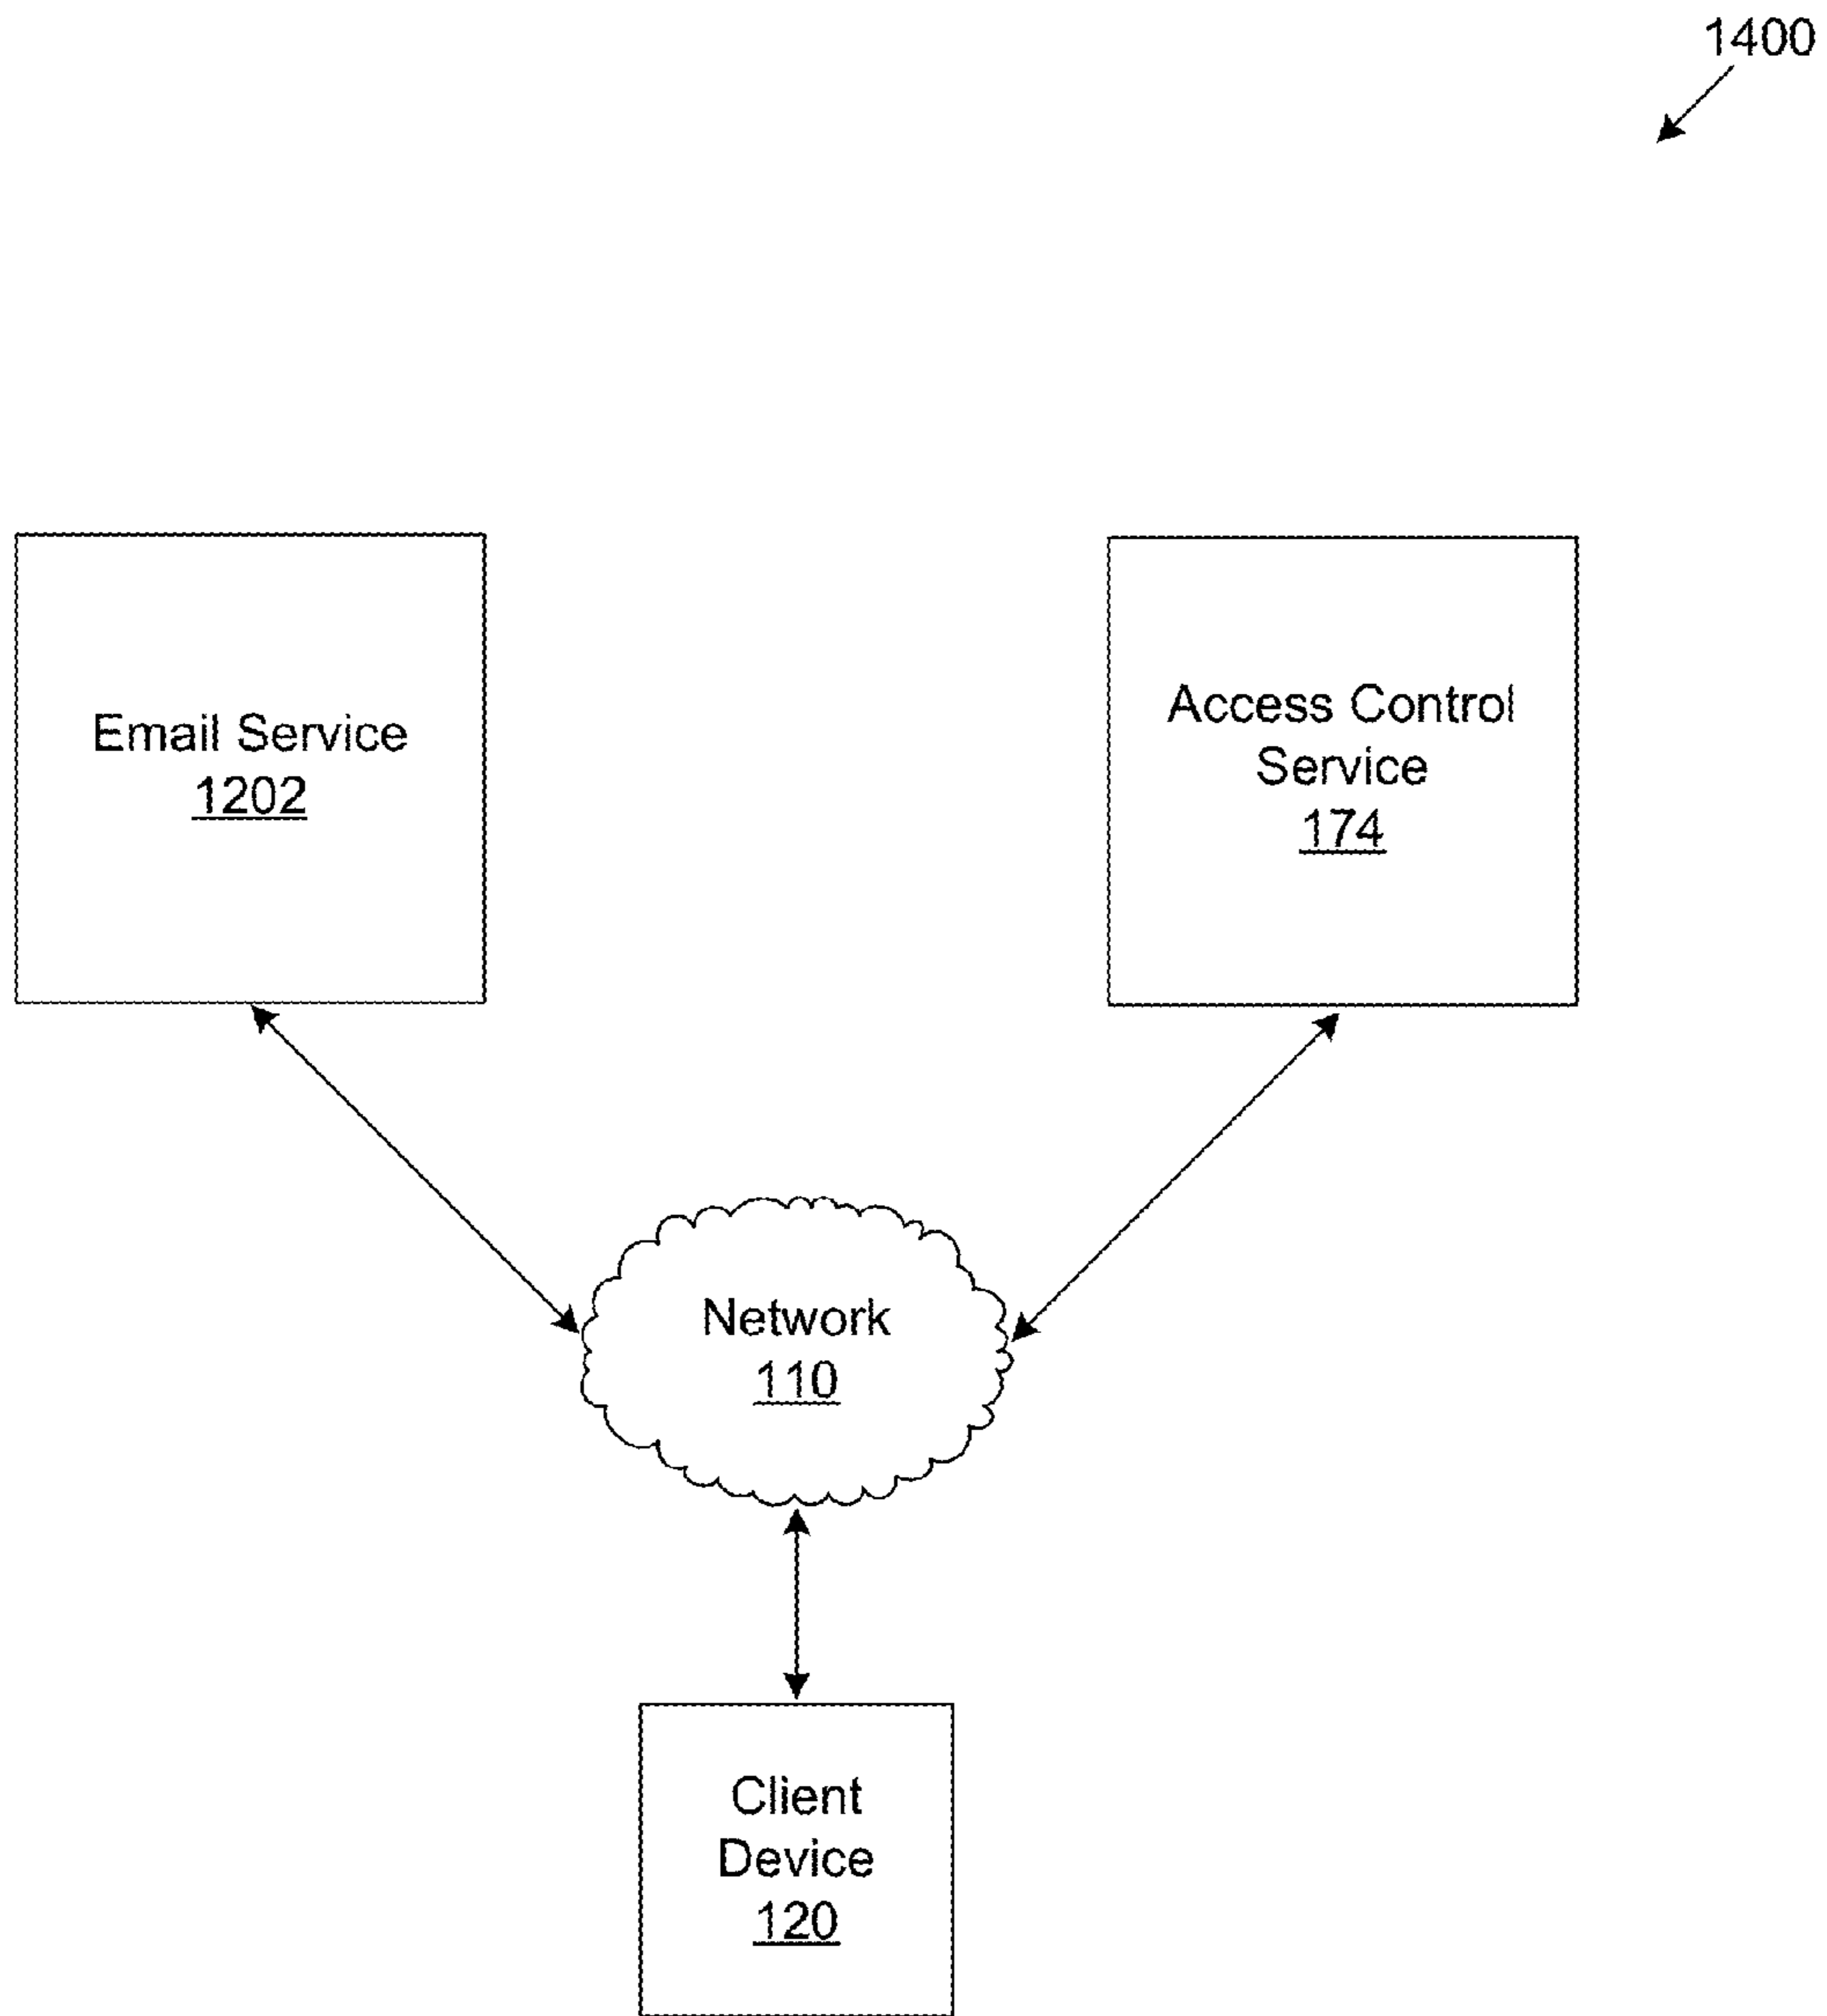 1400
Email Service
1202
Access Control
Service
174
Network
110
Client
Device
120